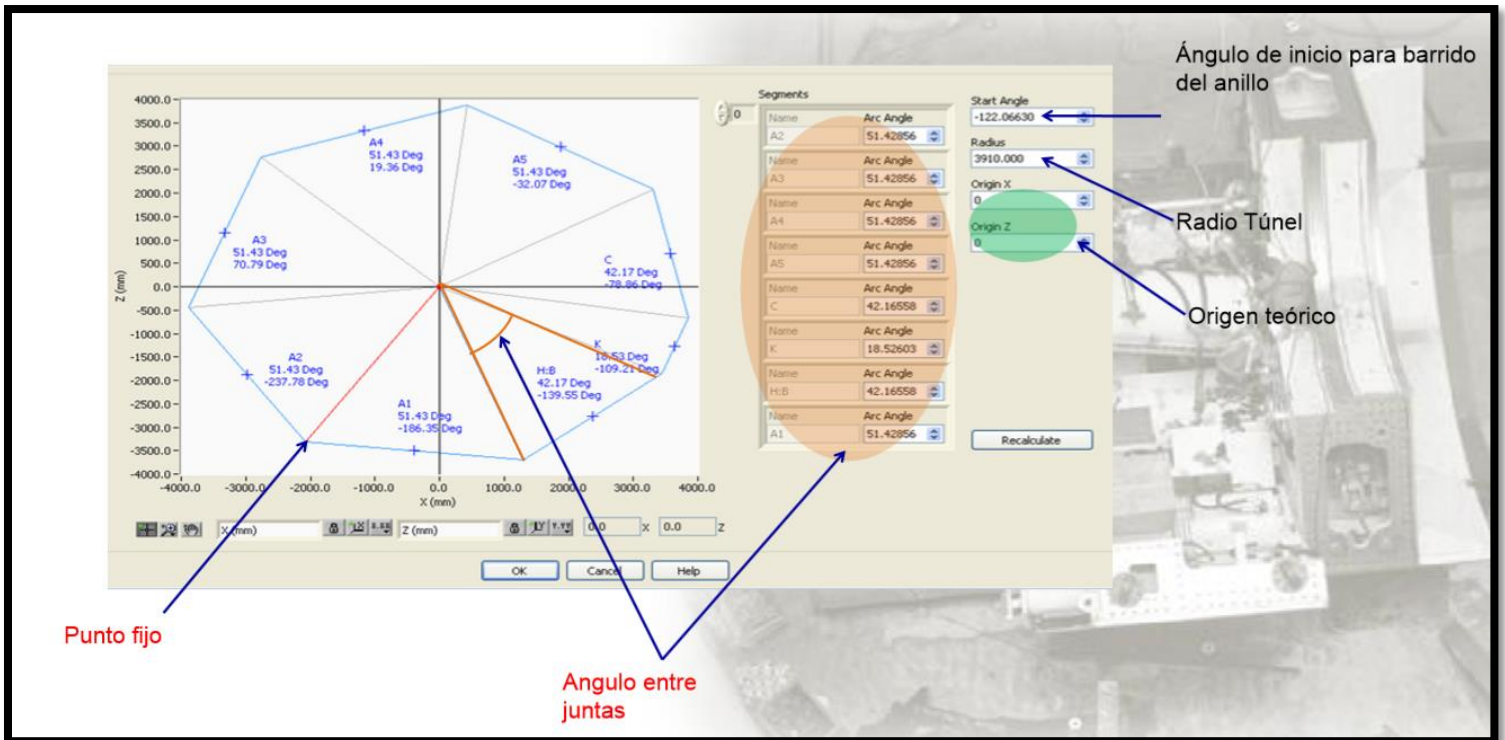 Ángulo de inicio para barrido
del anillo
Radio Túnel
Origen teórico
4000.0
3500.0
3000.0
2500.0
2000.0
1500.0
1000.0
500.0
0.0
-500.0
-1000.0
-1500.0
-2000.0
-2500.0
-3000.0
-3500.0
-4000.0
Z (mm)
-4000.0 -3000.0 -2000.0 -1000.0 0.0 1000.0 2000.0 3000.0 4000.0
X (mm)
A4
51.43 Deg
19.36 Deg
A5
51.43 Deg
-32.07 Deg
A3
51.43 Deg
70.79 Deg
C
42.17 Deg
-78.86 Deg
K
18.53 Deg
-109.21 Deg
H:B
42.17 Deg
-139.55 Deg
A2
51.43 Deg
-237.78 Deg
A1
51.43 Deg
-186.35 Deg
Segments
0
Name Arc Angle
A2 51.42856
Name Arc Angle
A3 51.42856
Name Arc Angle
A4 51.42856
Name Arc Angle
A5 51.42856
Name Arc Angle
C 42.16558
Name Arc Angle
K 18.52603
Name Arc Angle
H:B 42.16558
Name Arc Angle
A1 51.42856
Start Angle
-122.06630
Radius
3910.000
Origin X
0
Origin Z
0
Recalculate
X (mm) Z (mm) 0.0 X 0.0 Z
OK Cancel Help
Punto fijo
Angulo entre
juntas